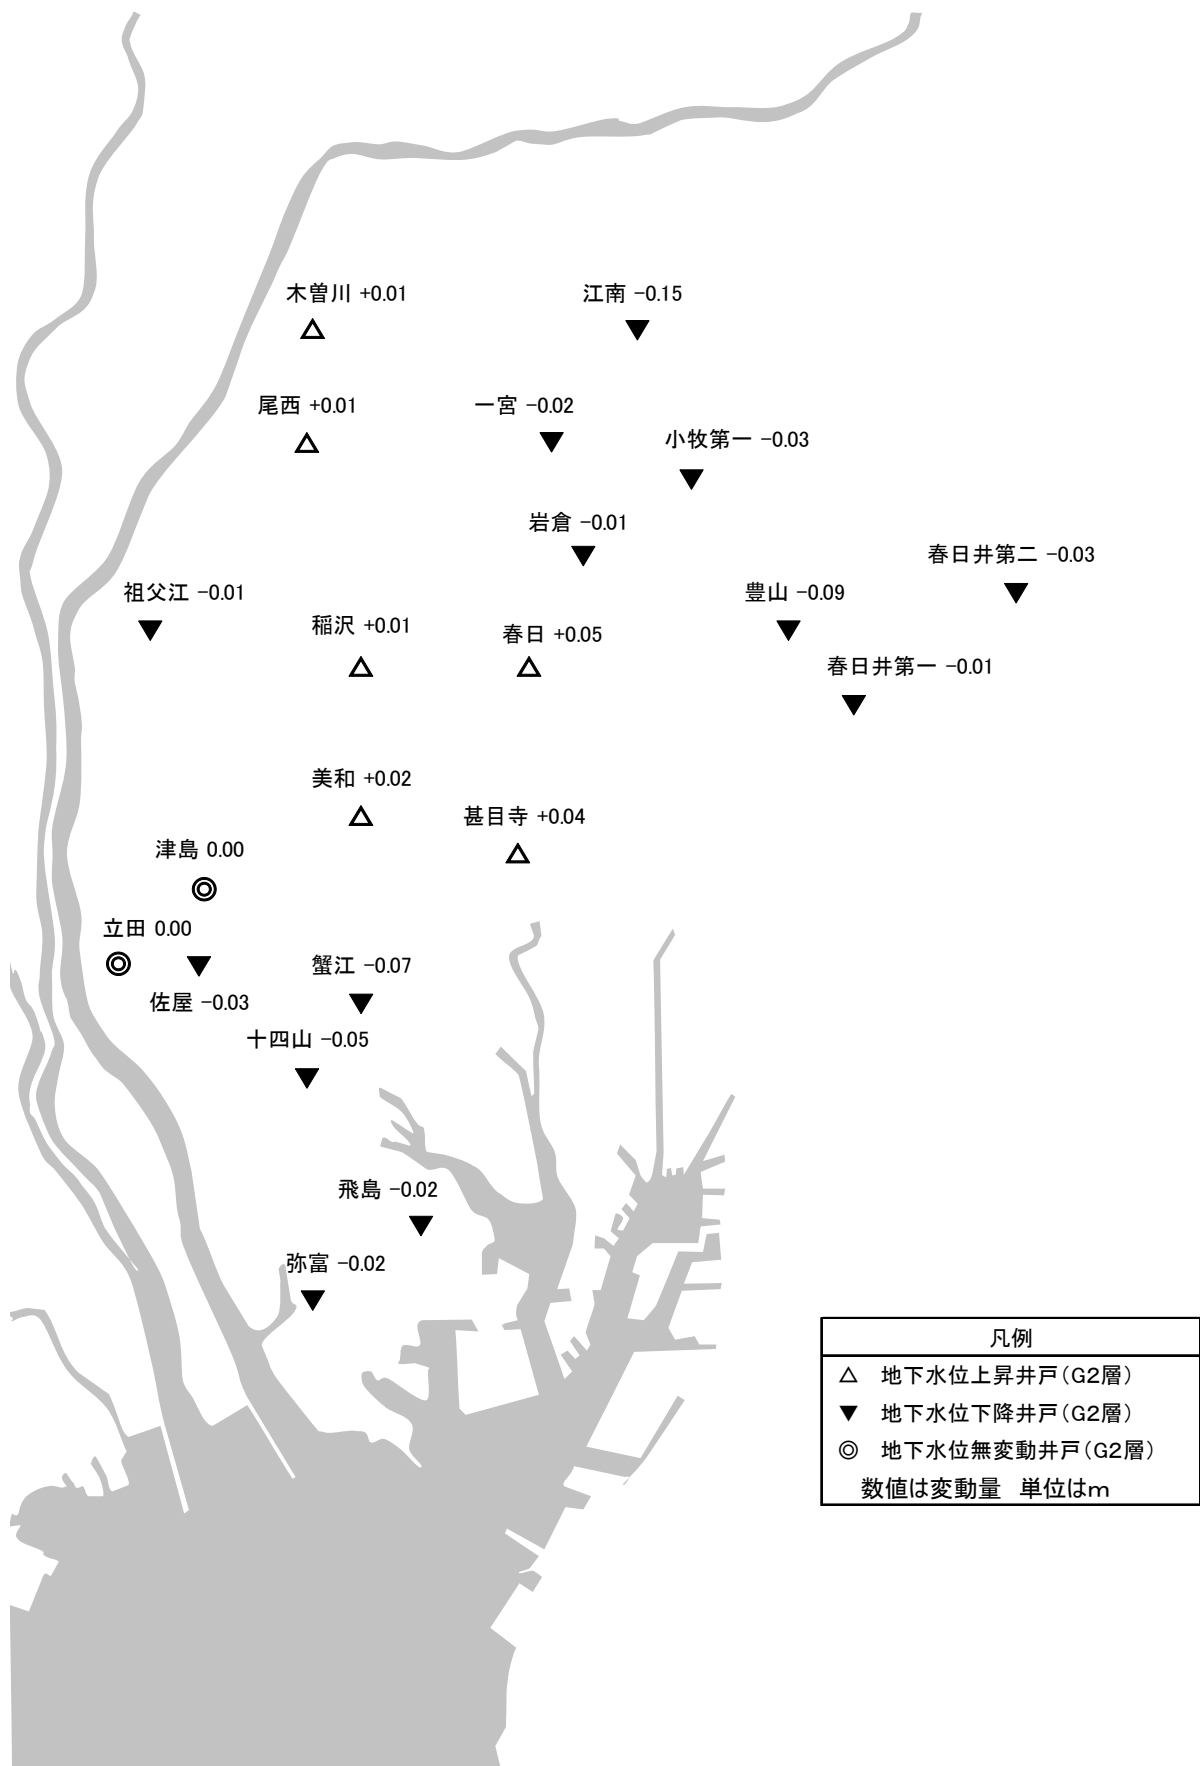 木曽川 +0.01
江南 -0.15
尾西 +0.01
一宮 -0.02
小牧第一 -0.03
岩倉 -0.01
春日井第二 -0.03
祖父江 -0.01
豊山 -0.09
稲沢 +0.01
春日 +0.05
春日井第一 -0.01
美和 +0.02
甚目寺 +0.04
津島 0.00
立田 0.00
蟹江 -0.07
佐屋 -0.03
十四山 -0.05
飛島 -0.02
弥富 -0.02
凡例
△ 地下水位上昇井戸(G2層)
▼ 地下水位下降井戸(G2層)
◎ 地下水位無変動井戸(G2層)
数値は変動量 単位はm